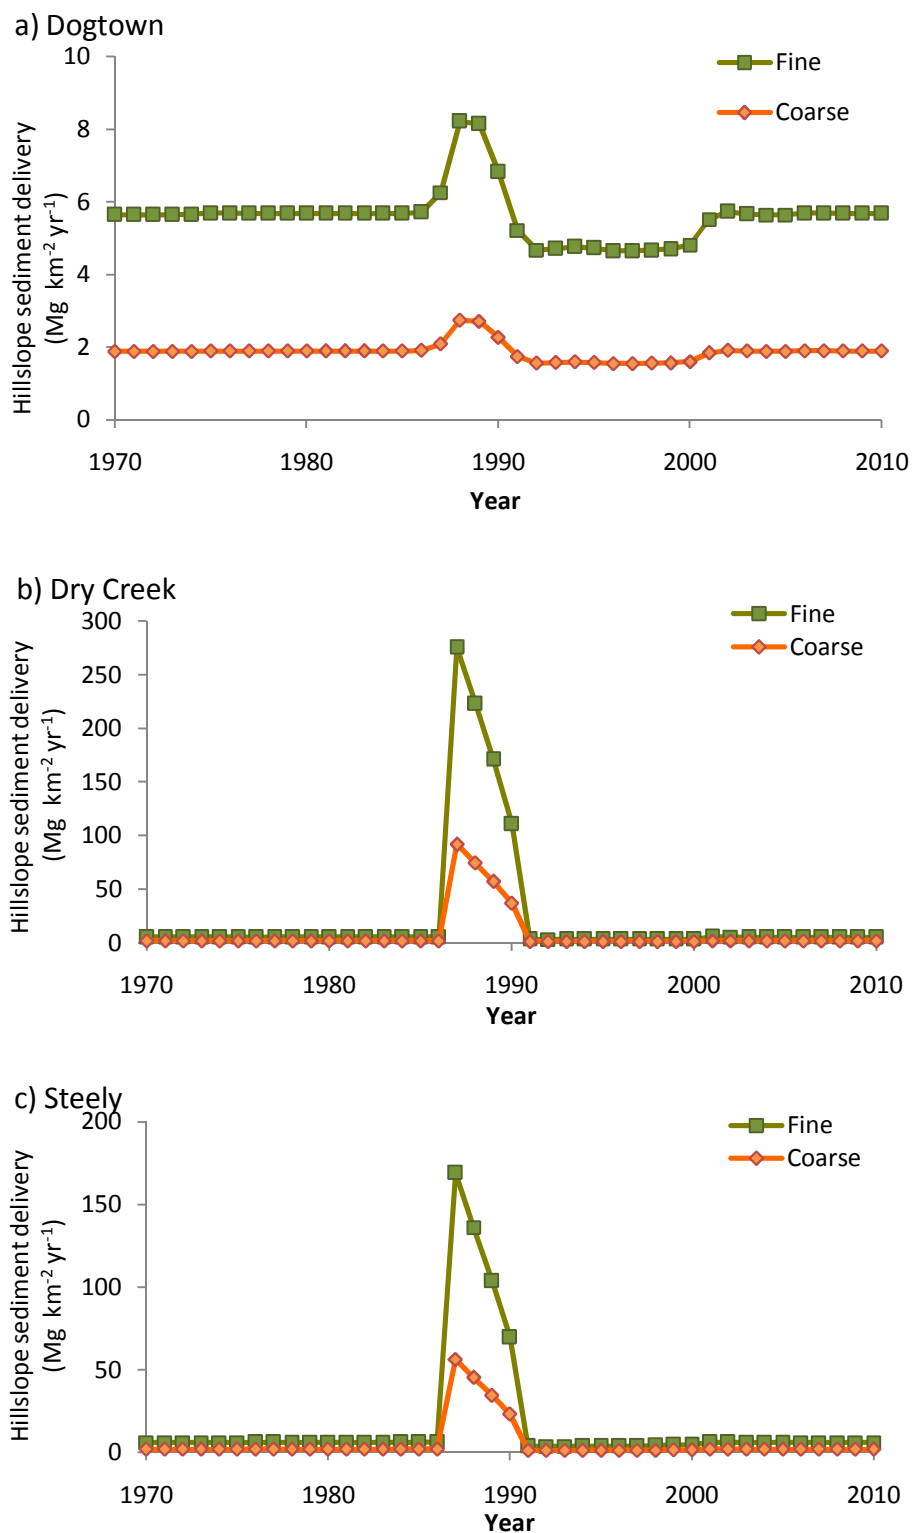 a) Dogtown
10
8
6
4
2
0
Hillslope sediment delivery
(Mg km-2 yr-1)
Fine
Coarse
1970 1980 1990 2000 2010
Year
b) Dry Creek
300
250
200
150
100
50
0
Hillslope sediment delivery
(Mg km-2 yr-1)
Fine
Coarse
1970 1980 1990 2000 2010
Year
c) Steely
200
150
100
50
0
Hillslope sediment delivery
(Mg km-2 yr-1)
Fine
Coarse
1970 1980 1990 2000 2010
Year